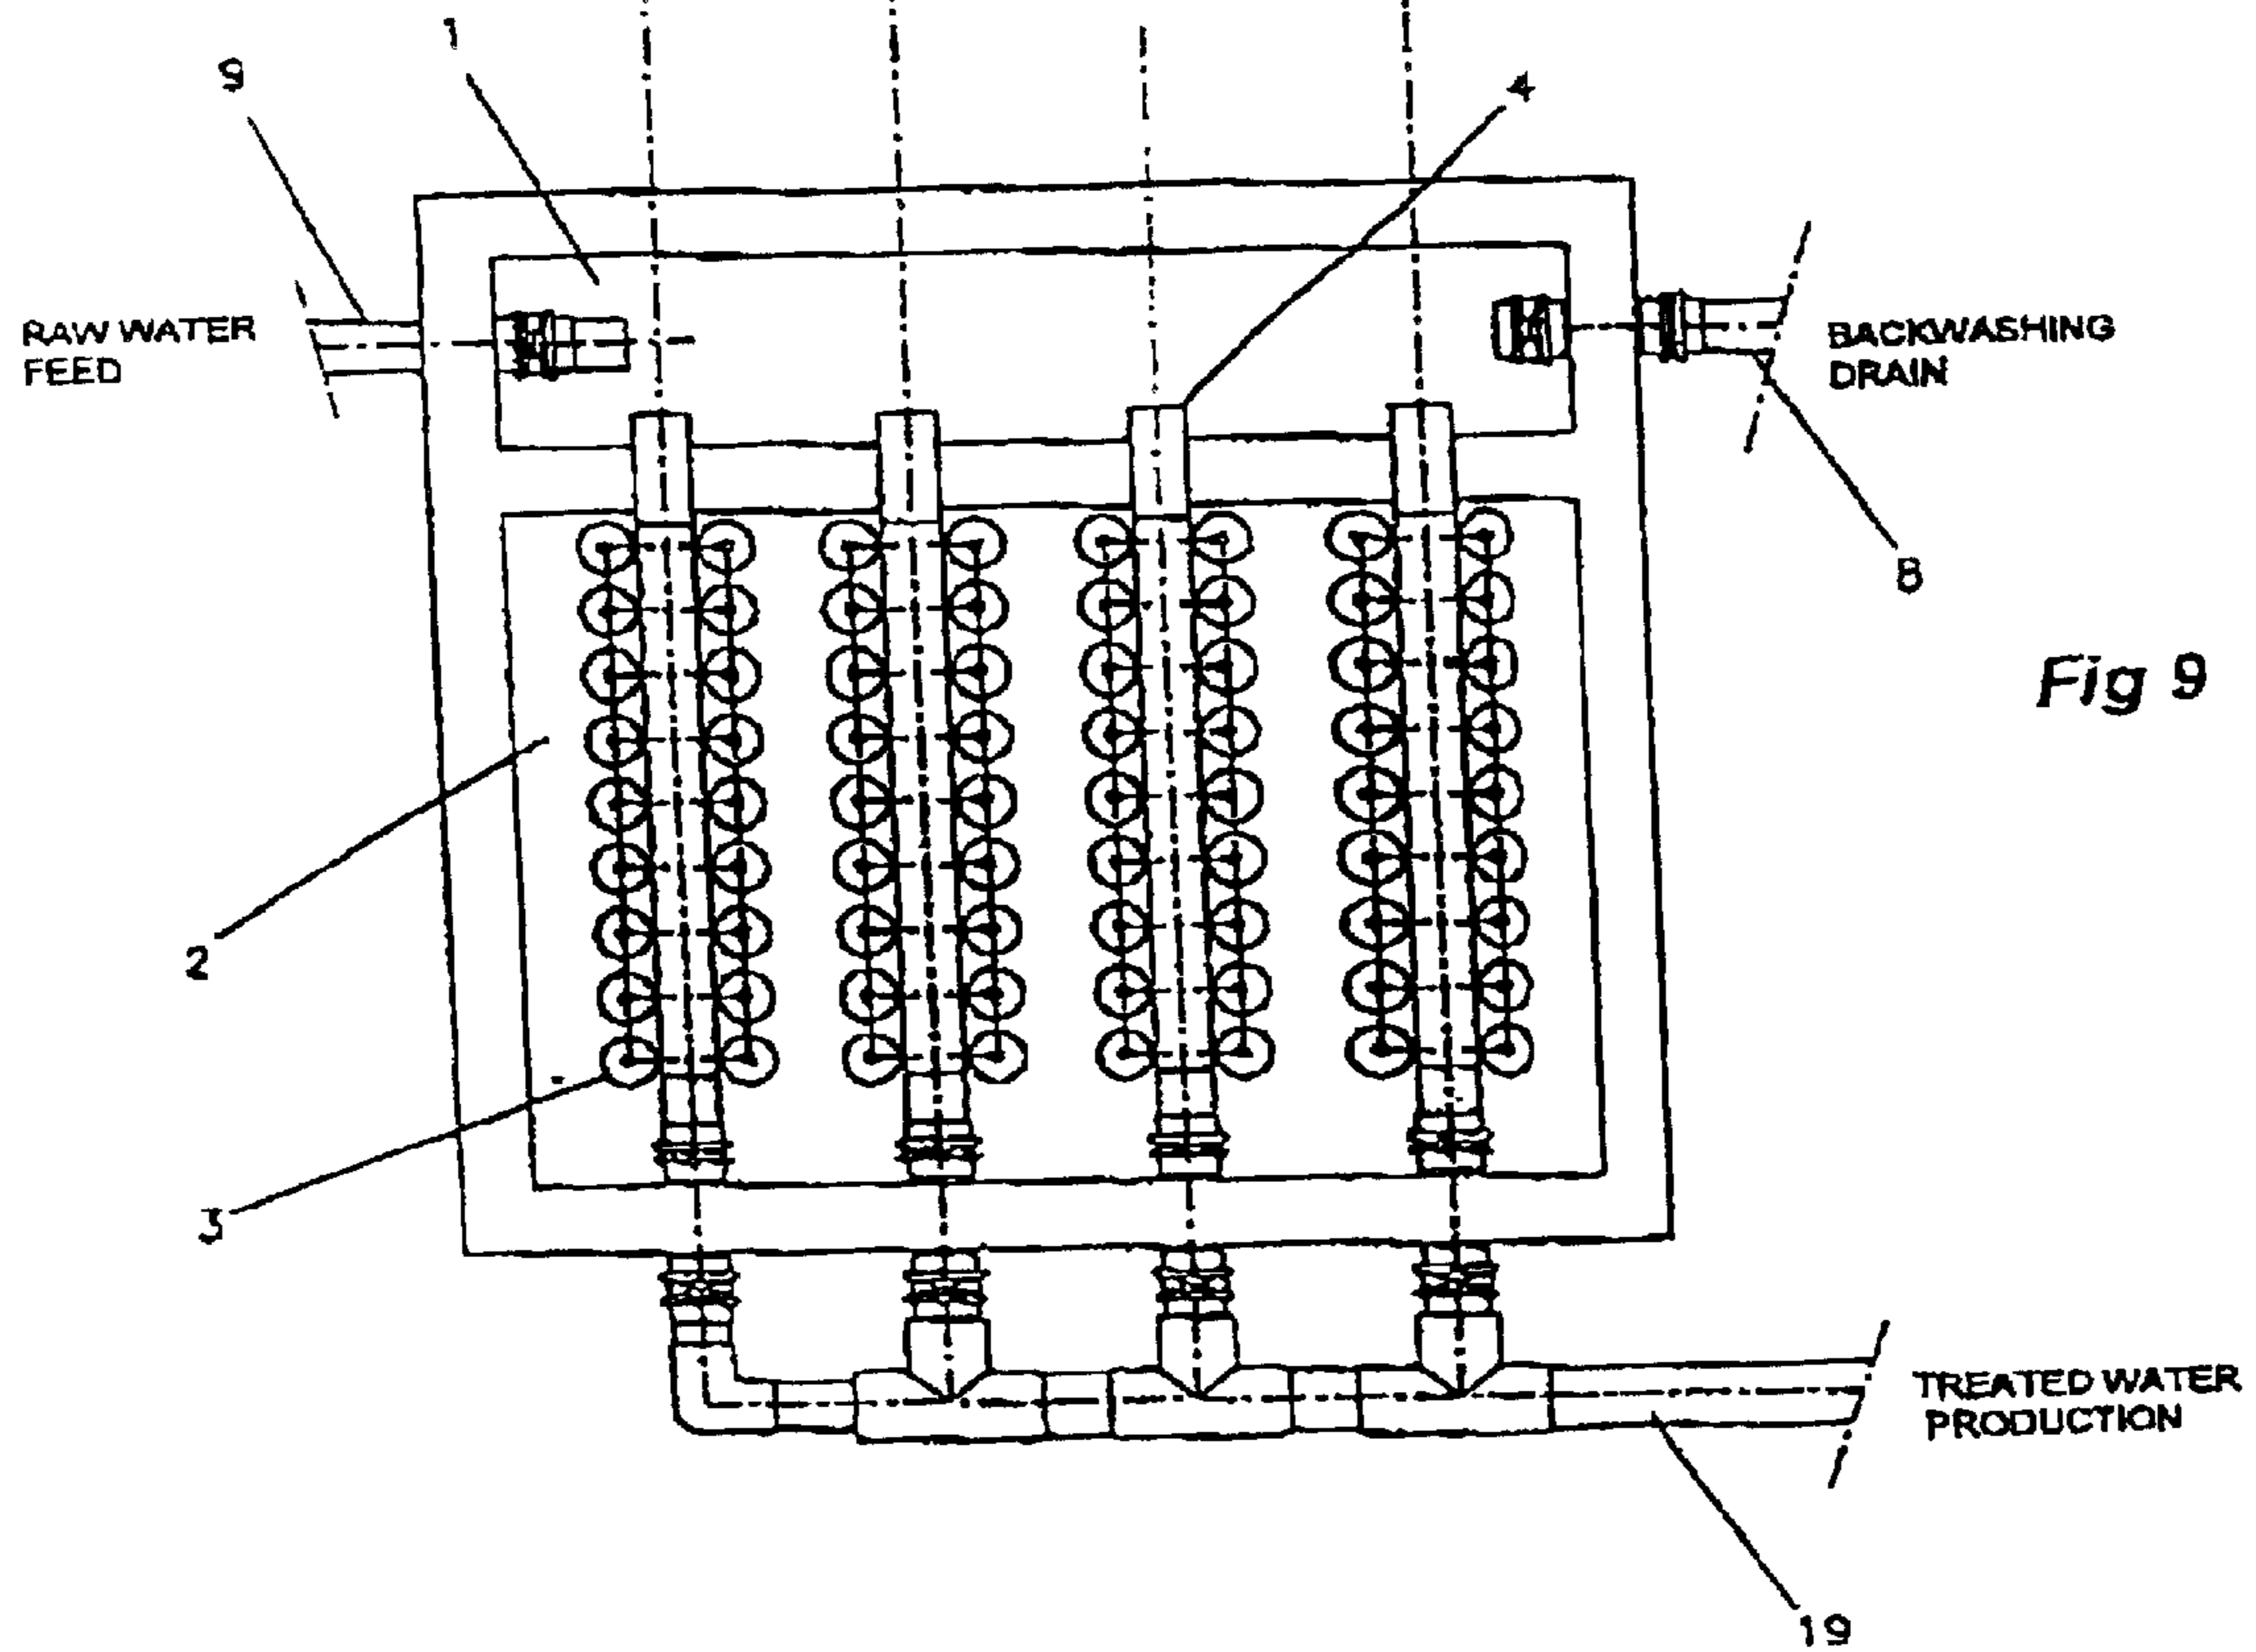 1
9
4
RAW WATER
FEED
BACKWASHING
DRAIN
8
Fig 9
2
3
TREATED WATER
PRODUCTION
19